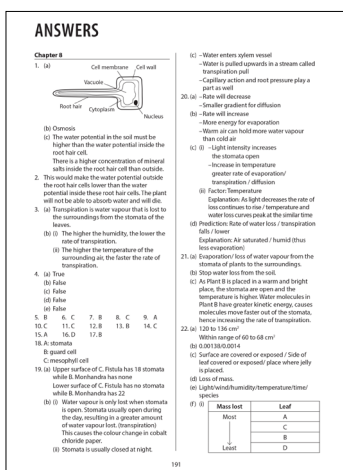 ANSWERS
Chapter 8
1. (a)
Cell membrane
Cell wall
Vacuole
Root hair
Cytoplasm
Nucleus
(b) Osmosis
(c) The water potential in the soil must be
higher than the water potential inside the
root hair cell.
There is a higher concentration of mineral
salts inside the root hair cell than outside.
2. This would make the water potential outside
the root hair cells lower than the water
potential inside these root hair cells. The plant
will not be able to absorb water and will die.
3. (a) Transpiration is water vapour that is lost to
the surroundings from the stomata of the
leaves.
(b) (i) The higher the humidity, the lower the
rate of transpiration.
(ii) The higher the temperature of the
surrounding air, the faster the rate of
transpiration.
4. (a) True
(b) False
(c) False
(d) False
(e) False
5. B 6. C 7. B 8. C 9. A
10. C 11. C 12. B 13. B 14. C
15. A 16. D 17. B
18. A: stomata
B: guard cell
C: mesophyll cell
19. (a) Upper surface of C. Fistula has 18 stomata
while B. Monhandra has none
Lower surface of C. Fistula has no stomata
while B. Monhandra has 22
(b) (i) Water vapour is only lost when stomata
is open. Stomata usually open during
the day, resulting in a greater amount
of water vapour lost. (transpiration)
This causes the colour change in cobalt
chloride paper.
(ii) Stomata is usually closed at night.
(c) –Water enters xylem vessel
–Water is pulled upwards in a stream called
transpiration pull
–Capillary action and root pressure play a
part as well
20. (a) –Rate will decrease
–Smaller gradient for diffusion
(b) –Rate will increase
–More energy for evaporation
–Warm air can hold more water vapour
than cold air
(c) (i) –Light intensity increases
the stomata open
–Increase in temperature
greater rate of evaporation/
transpiration / diffusion
(ii) Factor: Temperature
Explanation: As light decreases the rate of
loss continues to rise / temperature and
water loss curves peak at the similar time
(d) Prediction: Rate of water loss / transpiration
falls / lower
Explanation: Air saturated / humid (thus
less evaporation)
21. (a) Evaporation/ loss of water vapour from the
stomata of plants to the surroundings.
(b) Stop water loss from the soil.
(c) As Plant B is placed in a warm and bright
place, the stomata are open and the
temperature is higher. Water molecules in
Plant B have greater kinetic energy, causes
molecules move faster out of the stomata,
hence increasing the rate of transpiration.
22. (a) 120 to 136 cm²
Within range of 60 to 68 cm²
(b) 0.00138/0.0014
(c) Surface are covered or exposed / Side of
leaf covered or exposed/ place where jelly
is placed.
(d) Loss of mass.
(e) Light/wind/humidity/temperature/time/
species
(f) (i)
Mass lost Leaf
Most A
C
B
Least D
191